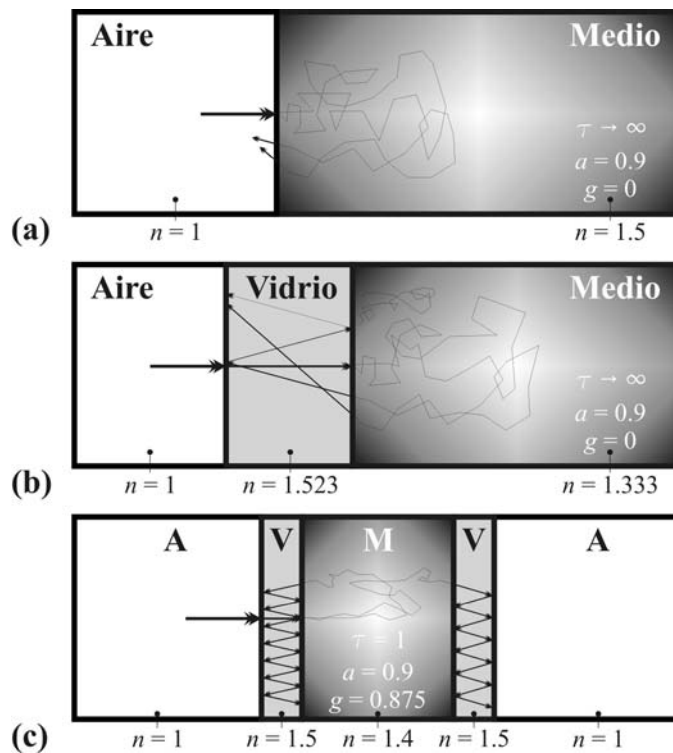 Aire Medio
τ → ∞
a = 0.9
g = 0
(a)
n = 1 n = 1.5
Aire Vidrio Medio
τ → ∞
a = 0.9
g = 0
(b)
n = 1 n = 1.523 n = 1.333
A V M V A
τ = 1
a = 0.9
g = 0.875
(c)
n = 1 n = 1.5 n = 1.4 n = 1.5 n = 1